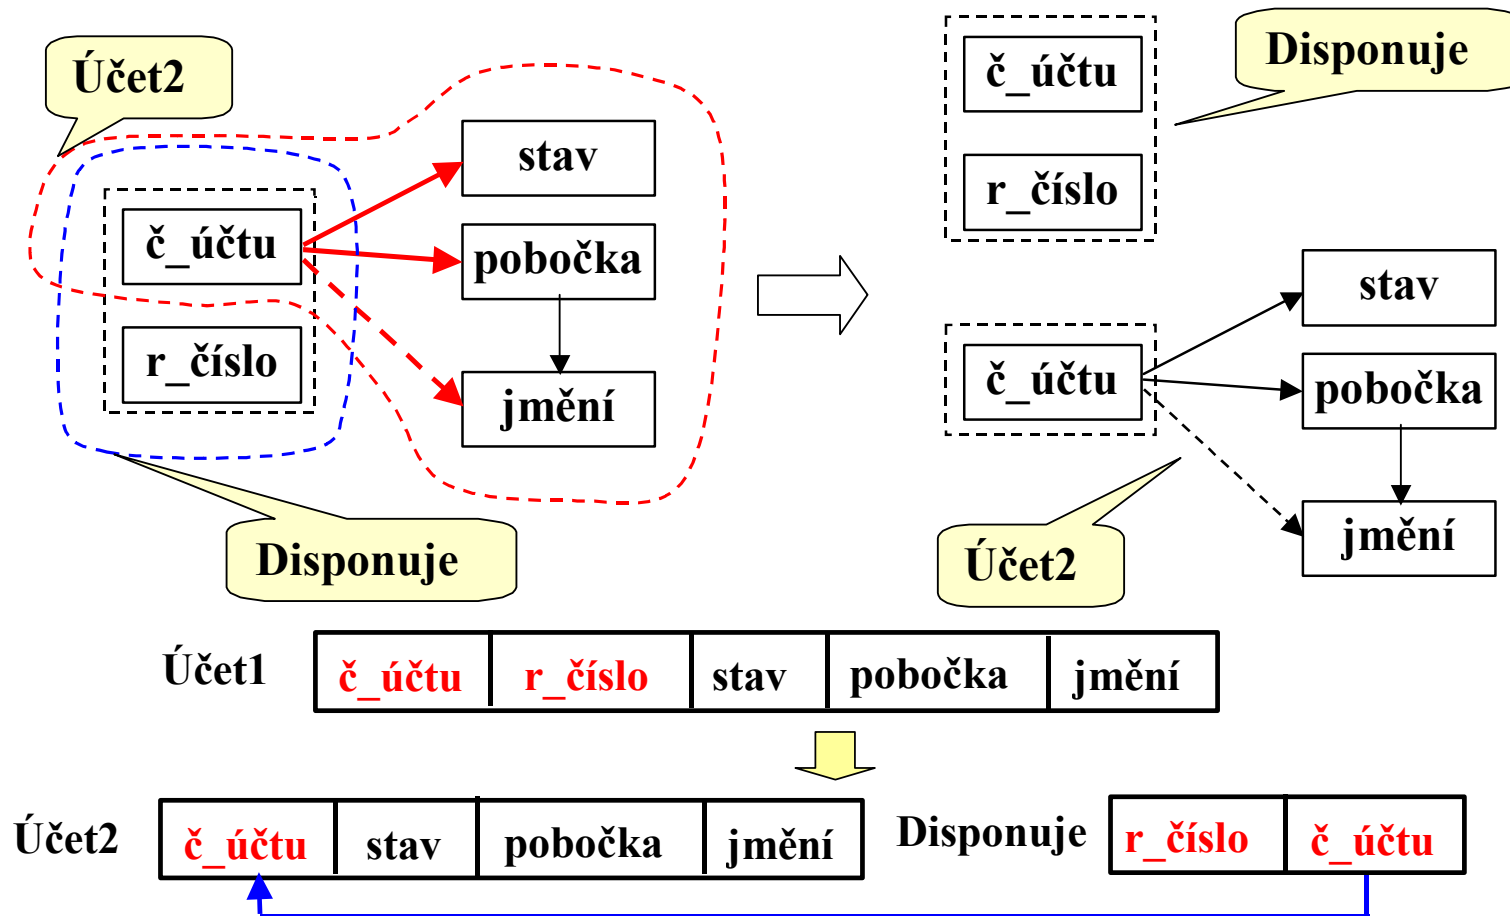 Účet2
stav
č_účtu
pobočka
r_číslo
jmění
Disponuje
č_účtu
Disponuje
r_číslo
stav
č_účtu
pobočka
jmění
Účet2
Účet1 č_účtu r_číslo stav pobočka jmění
Účet2 č_účtu stav pobočka jmění Disponuje r_číslo č_účtu